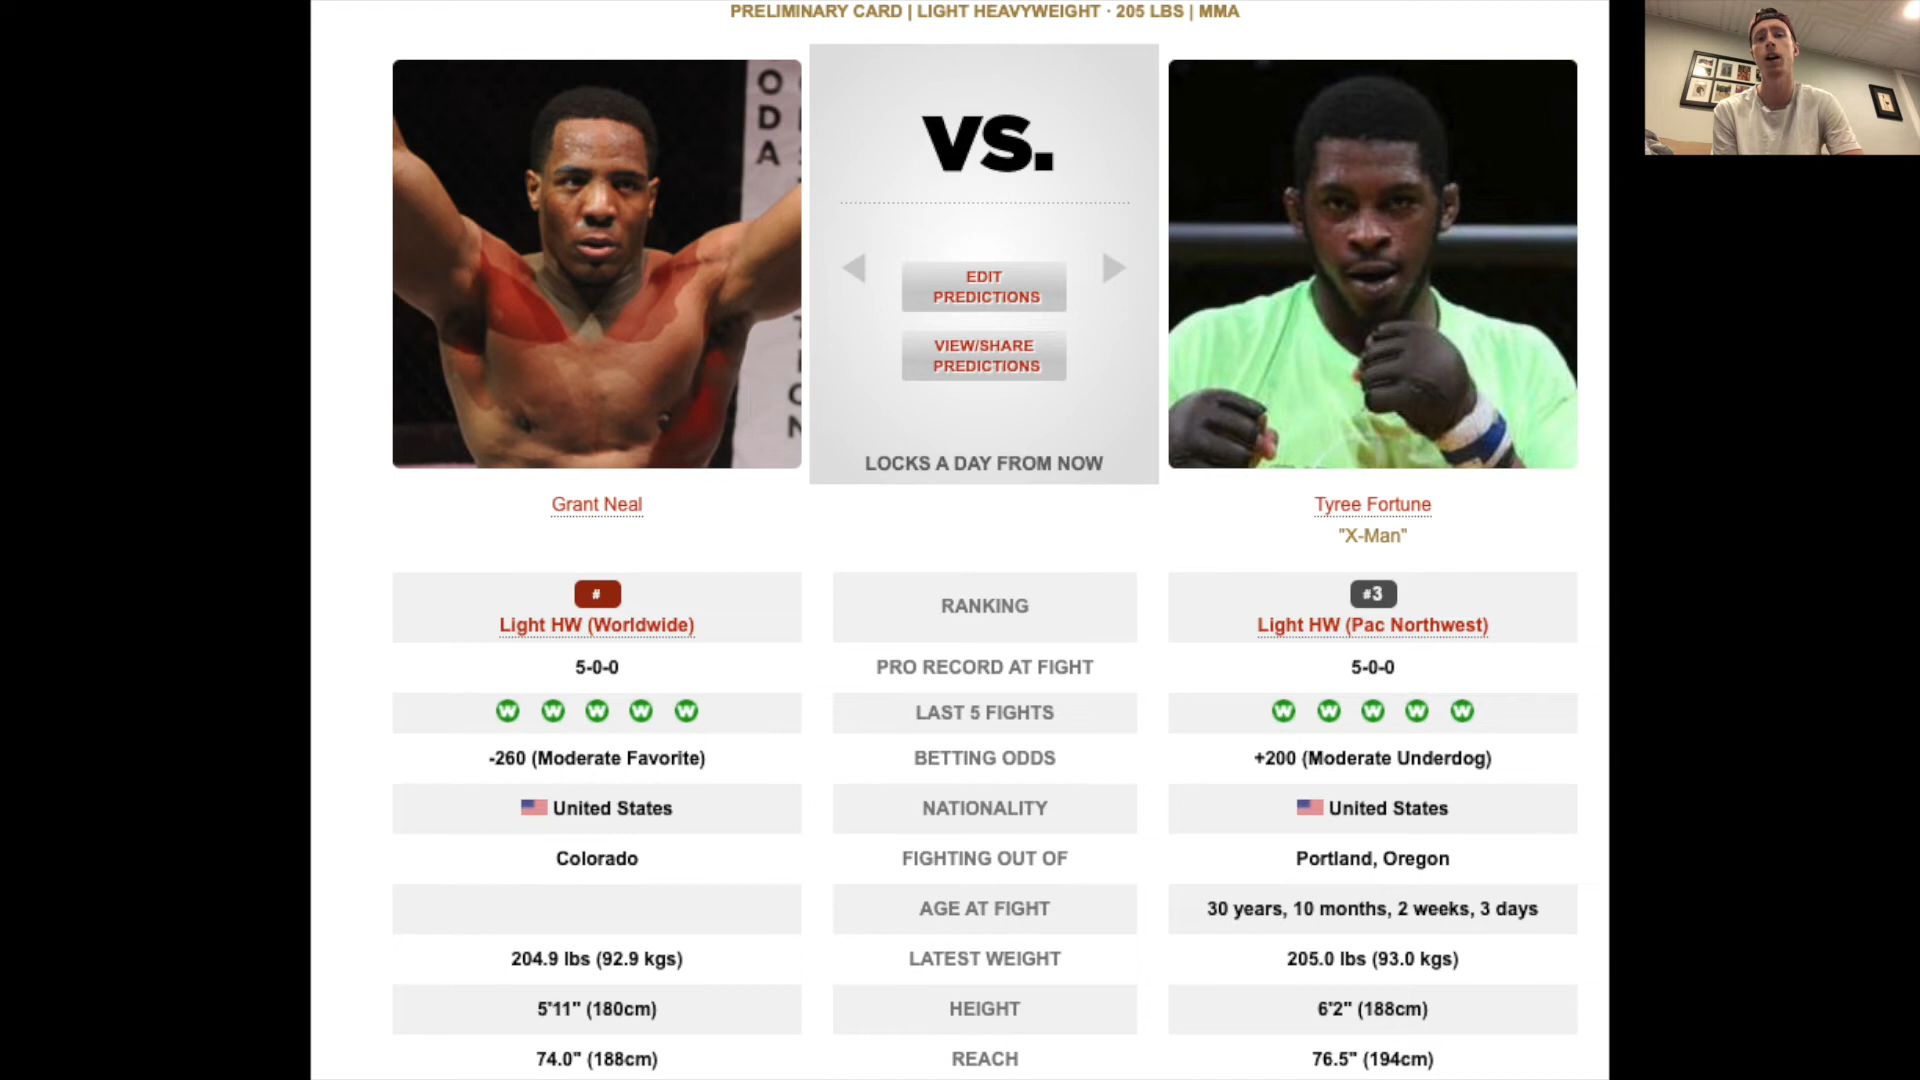 PRELIMINARY CARD | LIGHT HEAVYWEIGHT · 205 LBS | MMA
O
D
A
VS.
EDIT
PREDICTIONS
VIEW/SHARE
PREDICTIONS
LOCKS A DAY FROM NOW
Grant Neal
Tyree Fortune
"X-Man"
#
Light HW (Worldwide)
RANKING
#3
Light HW (Pac Northwest)
5-0-0
PRO RECORD AT FIGHT
5-0-0
W W W W W
LAST 5 FIGHTS
W W W W W
-260 (Moderate Favorite)
BETTING ODDS
+200 (Moderate Underdog)
United States
NATIONALITY
United States
Colorado
FIGHTING OUT OF
Portland, Oregon
AGE AT FIGHT
30 years, 10 months, 2 weeks, 3 days
204.9 lbs (92.9 kgs)
LATEST WEIGHT
205.0 lbs (93.0 kgs)
5'11" (180cm)
HEIGHT
6'2" (188cm)
74.0" (188cm)
REACH
76.5" (194cm)